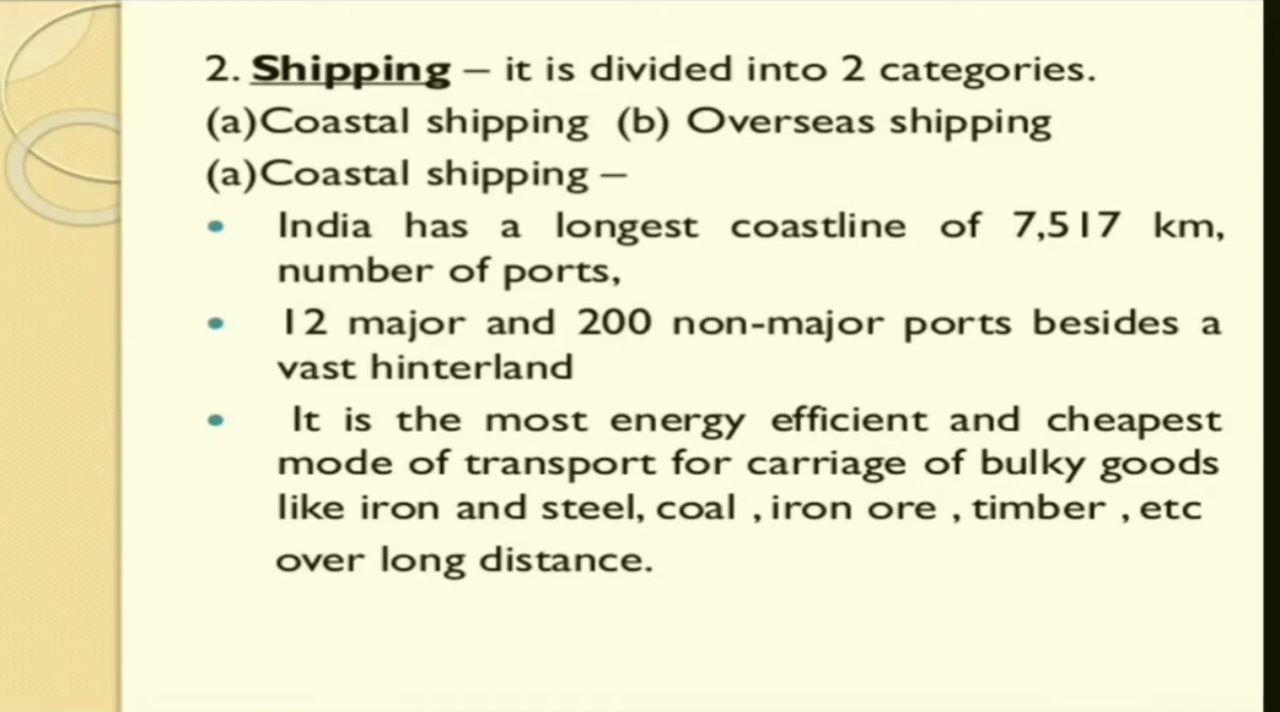 2. Shipping – it is divided into 2 categories.
(a)Coastal shipping (b) Overseas shipping
(a)Coastal shipping –
• India has a longest coastline of 7,517 km,
number of ports,
• 12 major and 200 non-major ports besides a
vast hinterland
• It is the most energy efficient and cheapest
mode of transport for carriage of bulky goods
like iron and steel, coal , iron ore , timber , etc
over long distance.